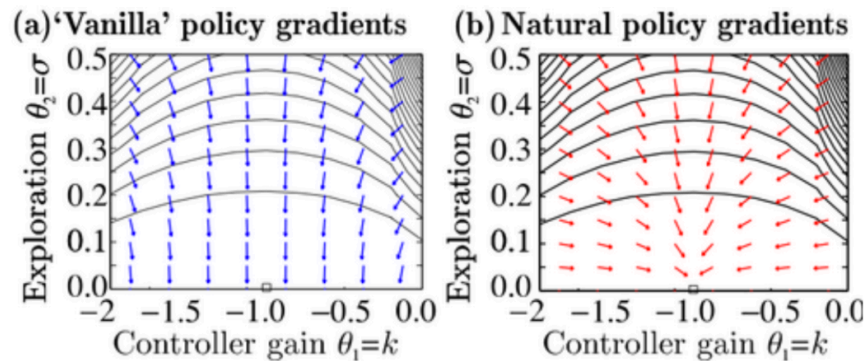 (a)'Vanilla' policy gradients
Exploration θ₂=σ
0.5
0.4
0.3
0.2
0.1
0.0
−2 −1.5 −1.0 −0.5 0.0
Controller gain θ₁=k
(b) Natural policy gradients
Exploration θ₂=σ
0.5
0.4
0.3
0.2
0.1
0.0
−2 −1.5 −1.0 −0.5 0.0
Controller gain θ₁=k